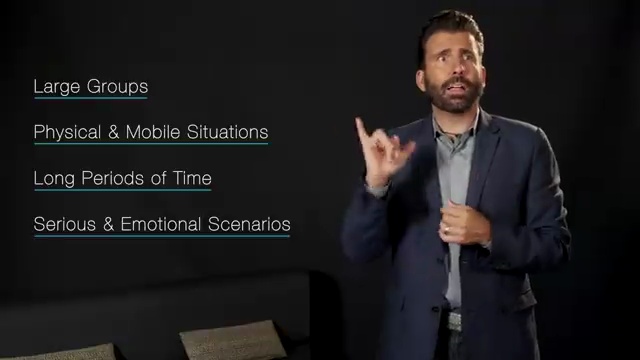 Large Groups
Physical & Mobile Situations
Long Periods of Time
Serious & Emotional Scenarios